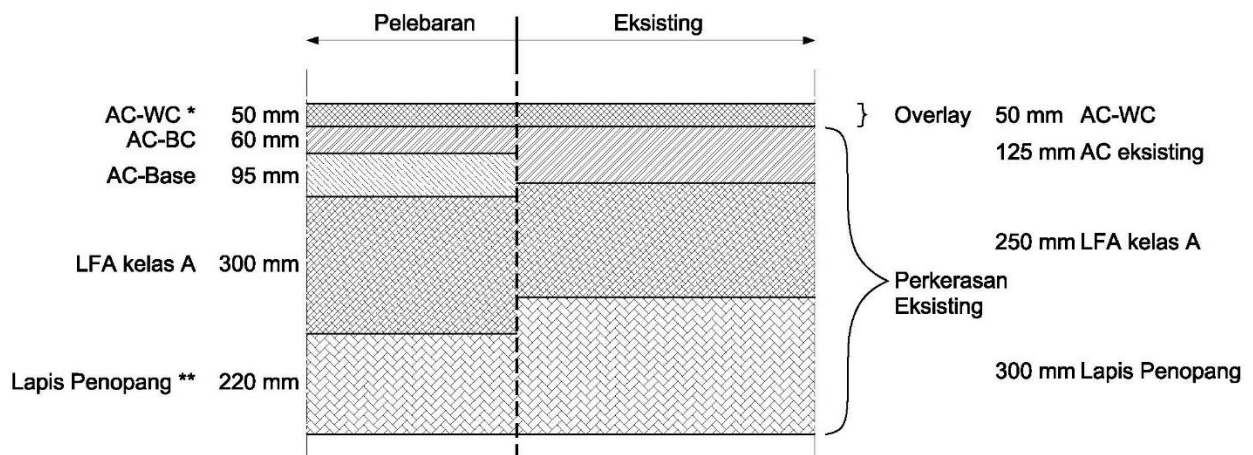 Pelebaran Eksisting
AC-WC * 50 mm
AC-BC 60 mm
AC-Base 95 mm
LFA kelas A 300 mm
Lapis Penopang ** 220 mm
} Overlay 50 mm AC-WC
125 mm AC eksisting
250 mm LFA kelas A
Perkerasan
Eksisting
300 mm Lapis Penopang